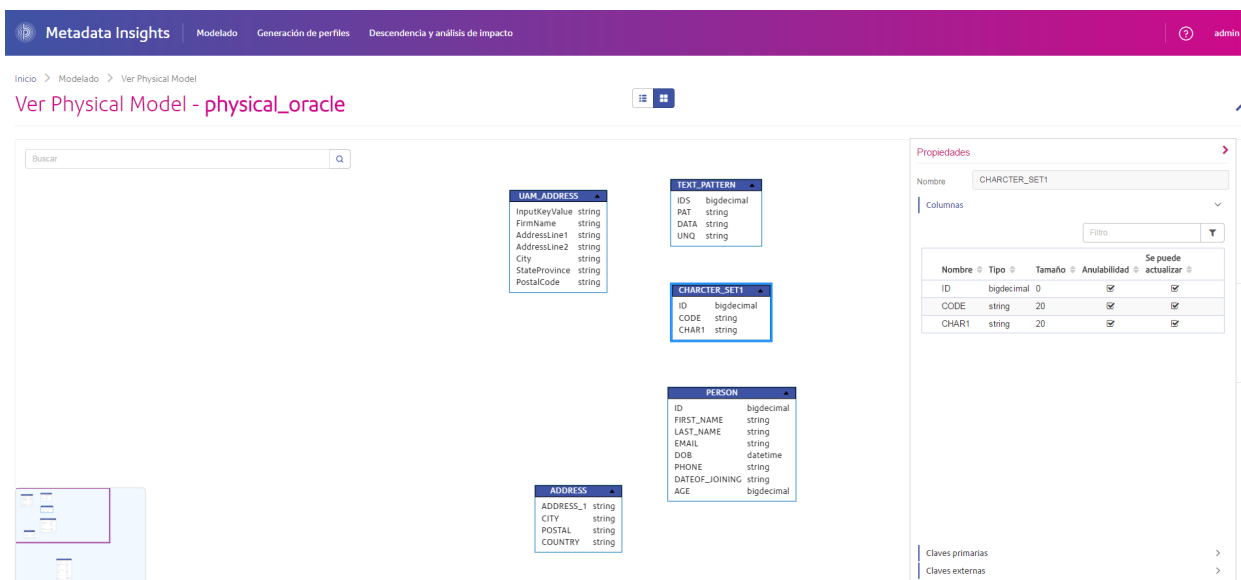 Metadata Insights Modelado Generación de perfiles Descendencia y análisis de impacto admin
Inicio > Modelado > Ver Physical Model
Ver Physical Model - physical_oracle
Buscar
UAM_ADDRESS
InputKeyValue string
FirmName string
AddressLine1 string
AddressLine2 string
City string
StateProvince string
PostalCode string
TEXT_PATTERN
IDS bigdecimal
PAT string
DATA string
UNQ string
CHARCTER_SET1
ID bigdecimal
CODE string
CHAR1 string
PERSON
ID bigdecimal
FIRST_NAME string
LAST_NAME string
EMAIL string
DOB datetime
PHONE string
DATEOF_JOINING string
AGE bigdecimal
ADDRESS
ADDRESS_1 string
CITY string
POSTAL string
COUNTRY string
Propiedades
Nombre CHARCTER_SET1
Columnas
Filtro
Nombre Tipo Tamaño Anulabilidad Se puede actualizar
ID bigdecimal 0
CODE string 20
CHAR1 string 20
Claves primarias
Claves externas